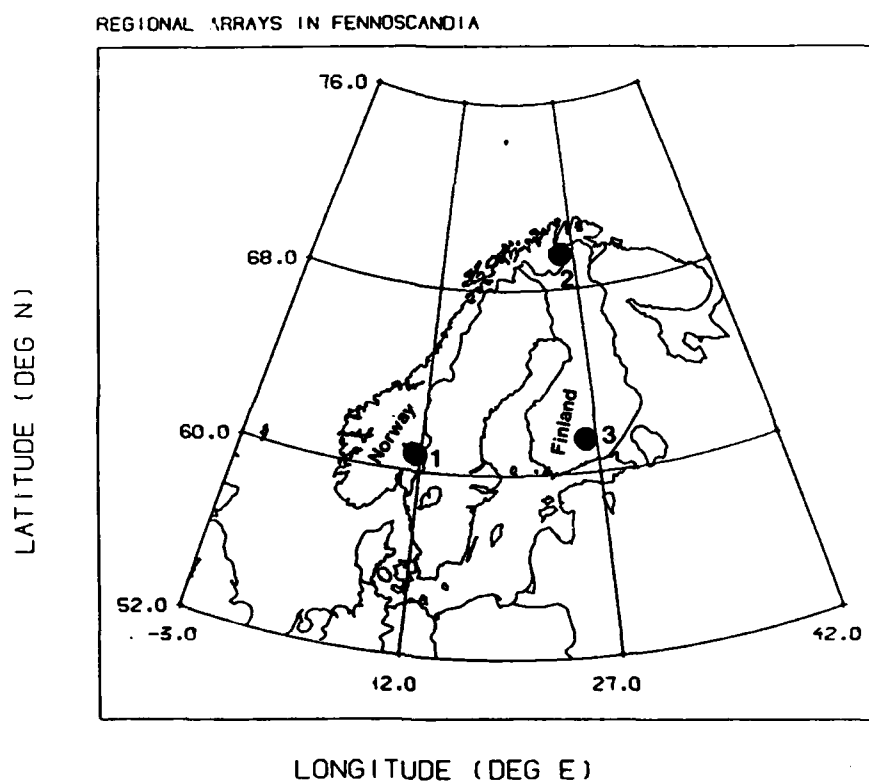 REGIONAL ARRAYS IN FENNOSCANDIA
76.0
68.0
2
LATITUDE (DEG N)
60.0
Norway
1
Finland
3
52.0
-3.0
42.0
12.0
27.0
LONGITUDE (DEG E)